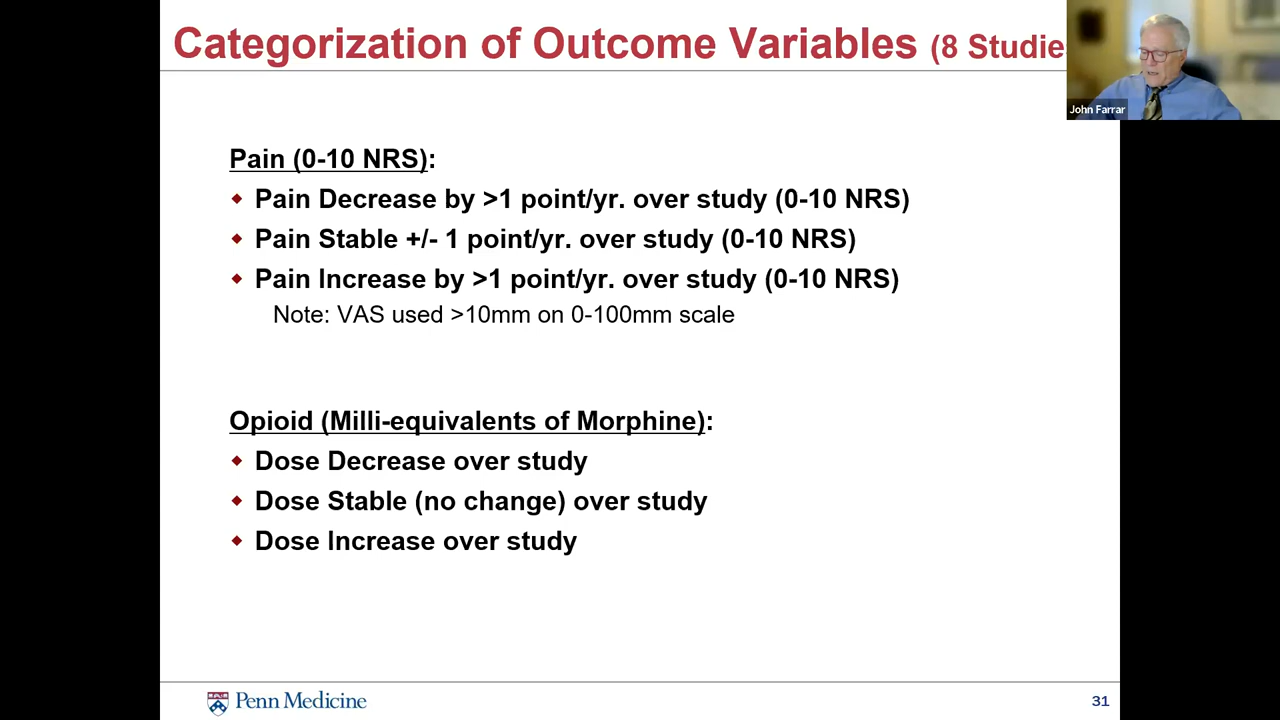 Categorization of Outcome Variables (8 Studie
John Farrar
Pain (0-10 NRS):
Pain Decrease by >1 point/yr. over study (0-10 NRS)
Pain Stable +/- 1 point/yr. over study (0-10 NRS)
Pain Increase by >1 point/yr. over study (0-10 NRS)
Note: VAS used >10mm on 0-100mm scale
Opioid (Milli-equivalents of Morphine):
Dose Decrease over study
Dose Stable (no change) over study
Dose Increase over study
Penn Medicine
31